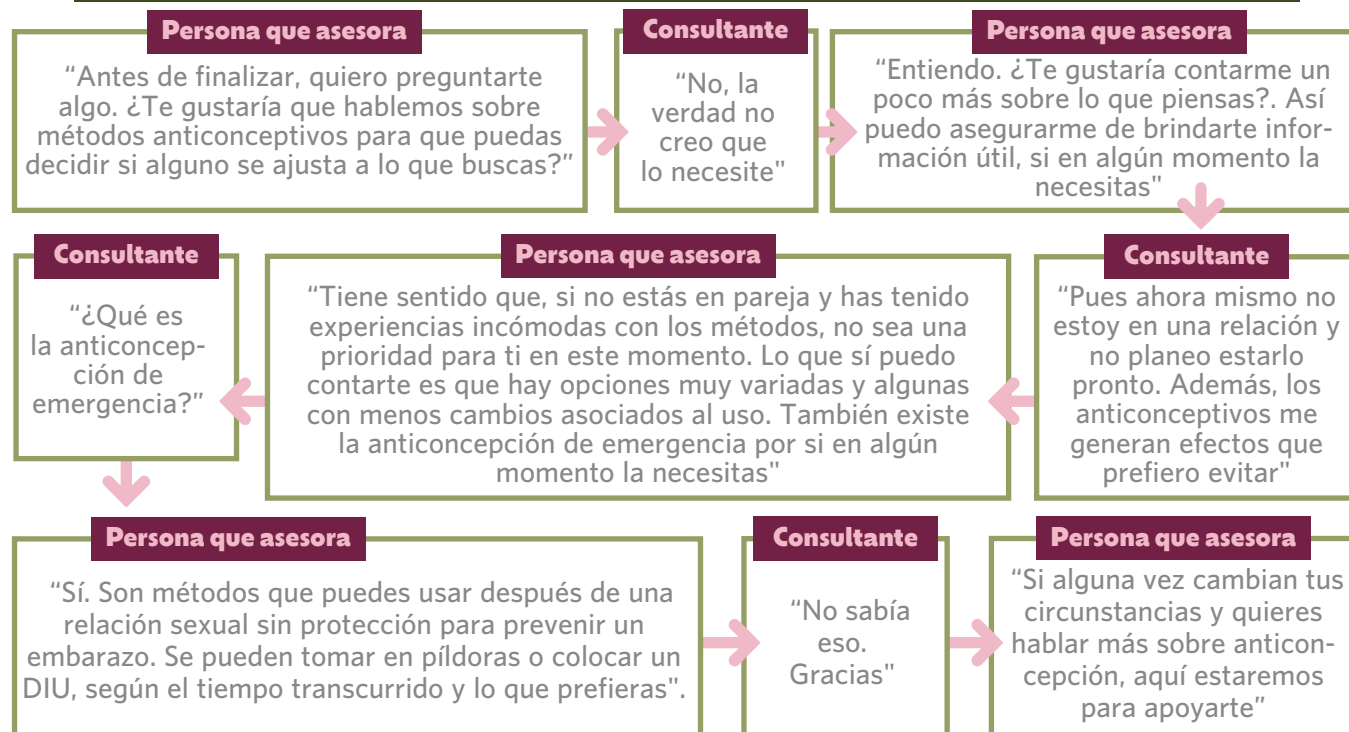 Persona que asesora
“Antes de finalizar, quiero preguntarte
algo. ¿Te gustaría que hablemos sobre
métodos anticonceptivos para que puedas
decidir si alguno se ajusta a lo que buscas?”
Consultante
“No, la
verdad no
creo que
lo necesite"
Persona que asesora
“Entiendo. ¿Te gustaría contarme un
poco más sobre lo que piensas?. Así
puedo asegurarme de brindarte infor-
mación útil, si en algún momento la
necesitas"
Consultante
“Pues ahora mismo no
estoy en una relación y
no planeo estarlo
pronto. Además, los
anticonceptivos me
generan efectos que
prefiero evitar"
Persona que asesora
“Tiene sentido que, si no estás en pareja y has tenido
experiencias incómodas con los métodos, no sea una
prioridad para ti en este momento. Lo que sí puedo
contarte es que hay opciones muy variadas y algunas
con menos cambios asociados al uso. También existe
la anticoncepción de emergencia por si en algún
momento la necesitas"
Consultante
“¿Qué es
la anticoncep-
ción de
emergencia?”
Persona que asesora
“Sí. Son métodos que puedes usar después de una
relación sexual sin protección para prevenir un
embarazo. Se pueden tomar en píldoras o colocar un
DIU, según el tiempo transcurrido y lo que prefieras".
Consultante
“No sabía
eso.
Gracias"
Persona que asesora
“Si alguna vez cambian tus
circunstancias y quieres
hablar más sobre anticon-
cepción, aquí estaremos
para apoyarte”